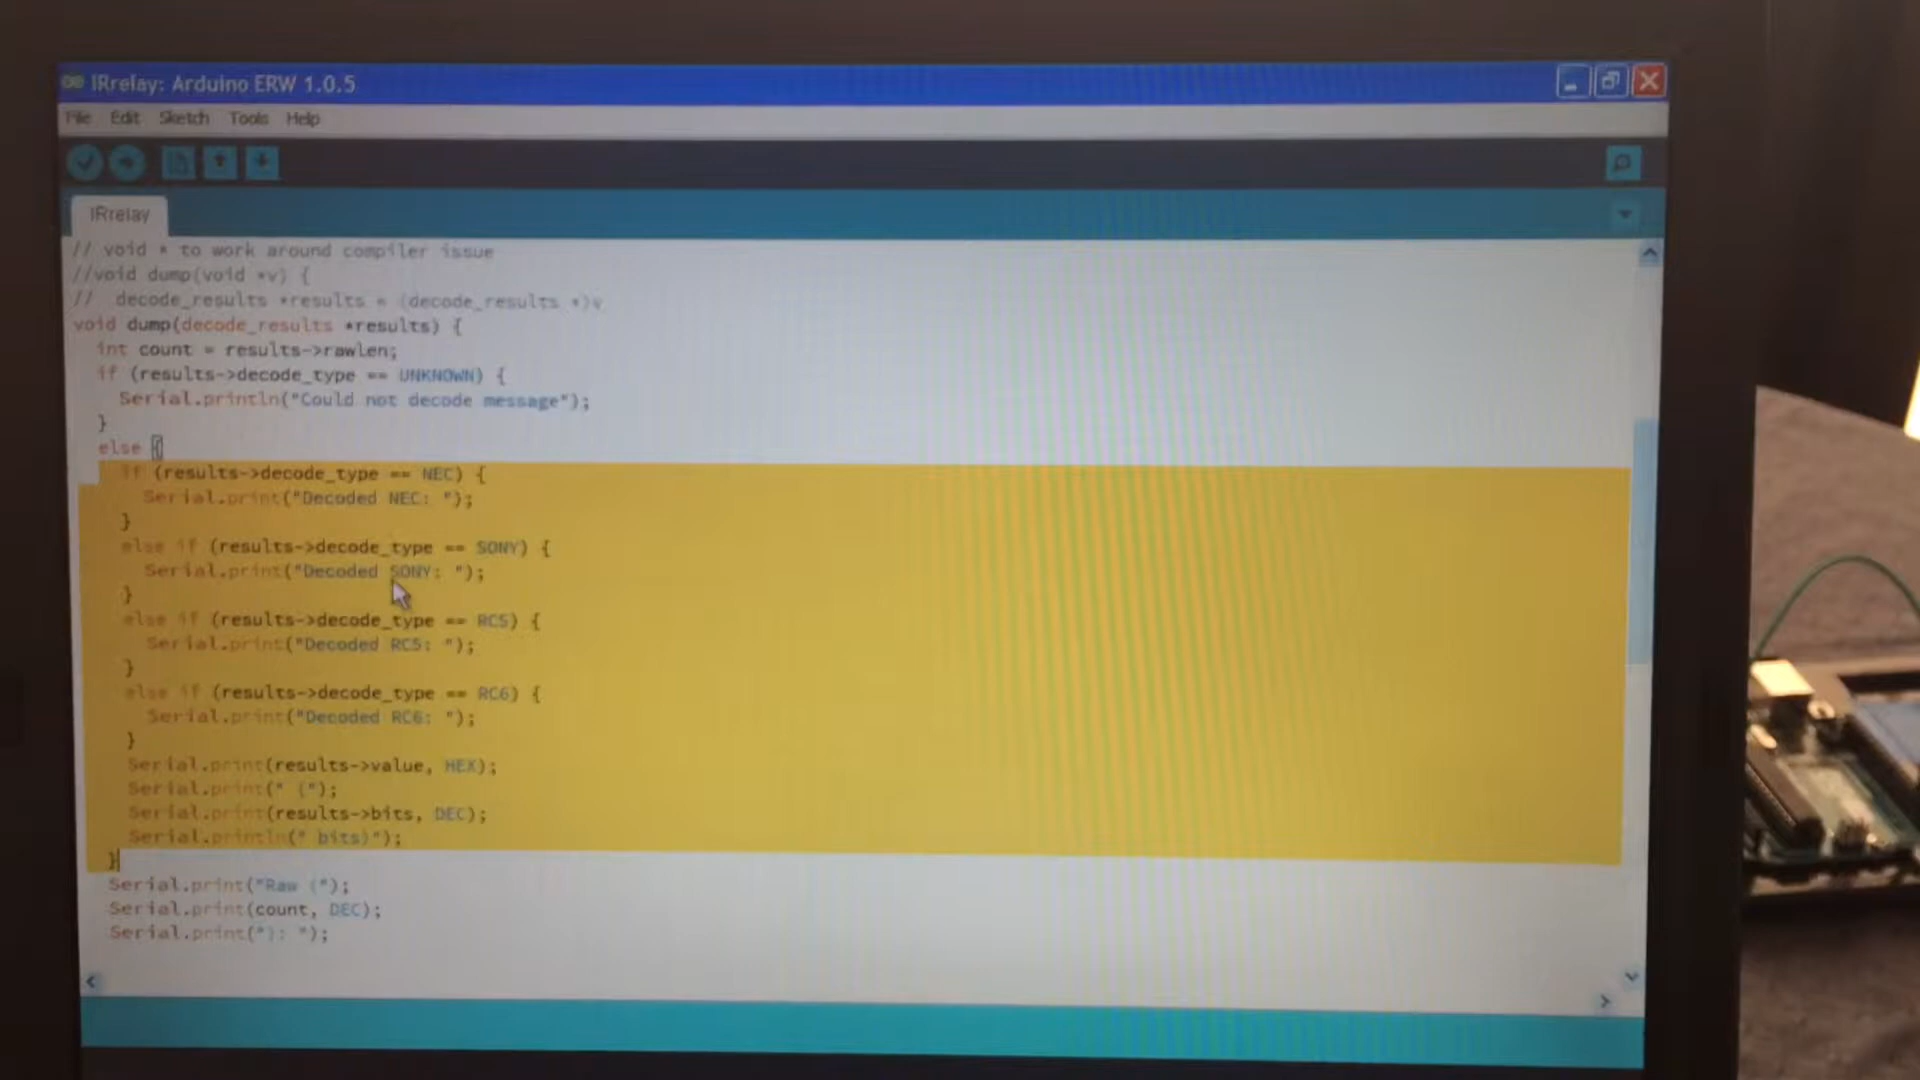 IRrelay: Arduino ERW 1.0.5
File Edit Sketch Tools Help
IRrelay
// void * to work around compiler issue
//void dump(void *v) {
//  decode_results *results = (decode_results *)v
void dump(decode_results *results) {
int count = results->rawlen;
if (results->decode_type == UNKNOWN) {
Serial.println("Could not decode message");
}
else {
if (results->decode_type == NEC) {
Serial.print("Decoded NEC: ");
}
else if (results->decode_type == SONY) {
Serial.print("Decoded SONY: ");
}
else if (results->decode_type == RC5) {
Serial.print("Decoded RC5: ");
}
else if (results->decode_type == RC6) {
Serial.print("Decoded RC6: ");
}
Serial.print(results->value, HEX);
Serial.print(" (");
Serial.print(results->bits, DEC);
Serial.println(" bits)");
}
Serial.print("Raw (");
Serial.print(count, DEC);
Serial.print("): ");